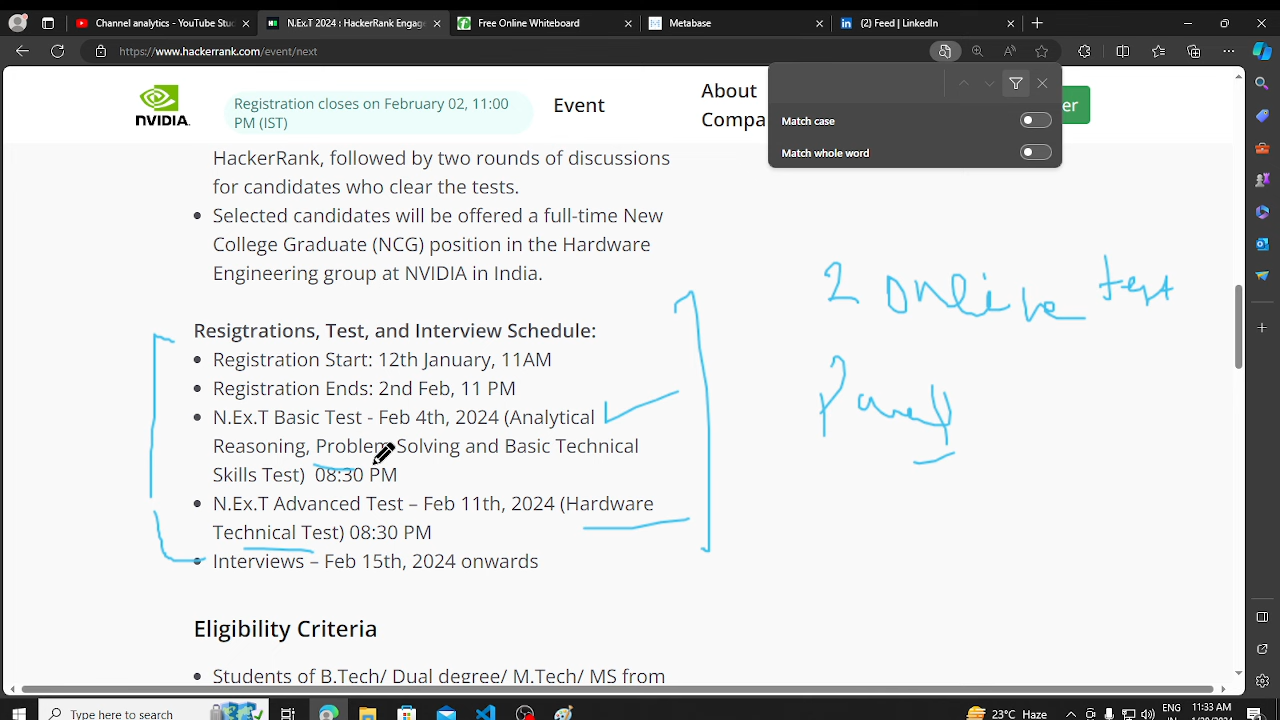 Channel analytics - YouTube Stu
N.Ex.T 2024 : HackerRank Engage
Free Online Whiteboard
Metabase
(2) Feed | LinkedIn
https://www.hackerrank.com/event/next
NVIDIA.
Registration closes on February 02, 11:00
PM (IST)
Event
About
Compa
er
Match case
Match whole word
HackerRank, followed by two rounds of discussions
for candidates who clear the tests.
Selected candidates will be offered a full-time New
College Graduate (NCG) position in the Hardware
Engineering group at NVIDIA in India.
2 online test
Resigtrations, Test, and Interview Schedule:
Registration Start: 12th January, 11AM
Registration Ends: 2nd Feb, 11 PM
N.Ex.T Basic Test - Feb 4th, 2024 (Analytical
Reasoning, Problem Solving and Basic Technical
Skills Test) 08:30 PM
N.Ex.T Advanced Test – Feb 11th, 2024 (Hardware
Technical Test) 08:30 PM
Interviews – Feb 15th, 2024 onwards
Eligibility Criteria
Students of B.Tech/ Dual degree/ M.Tech/ MS from
Type here to search
23°C Haze
ENG
IN
11:33 AM